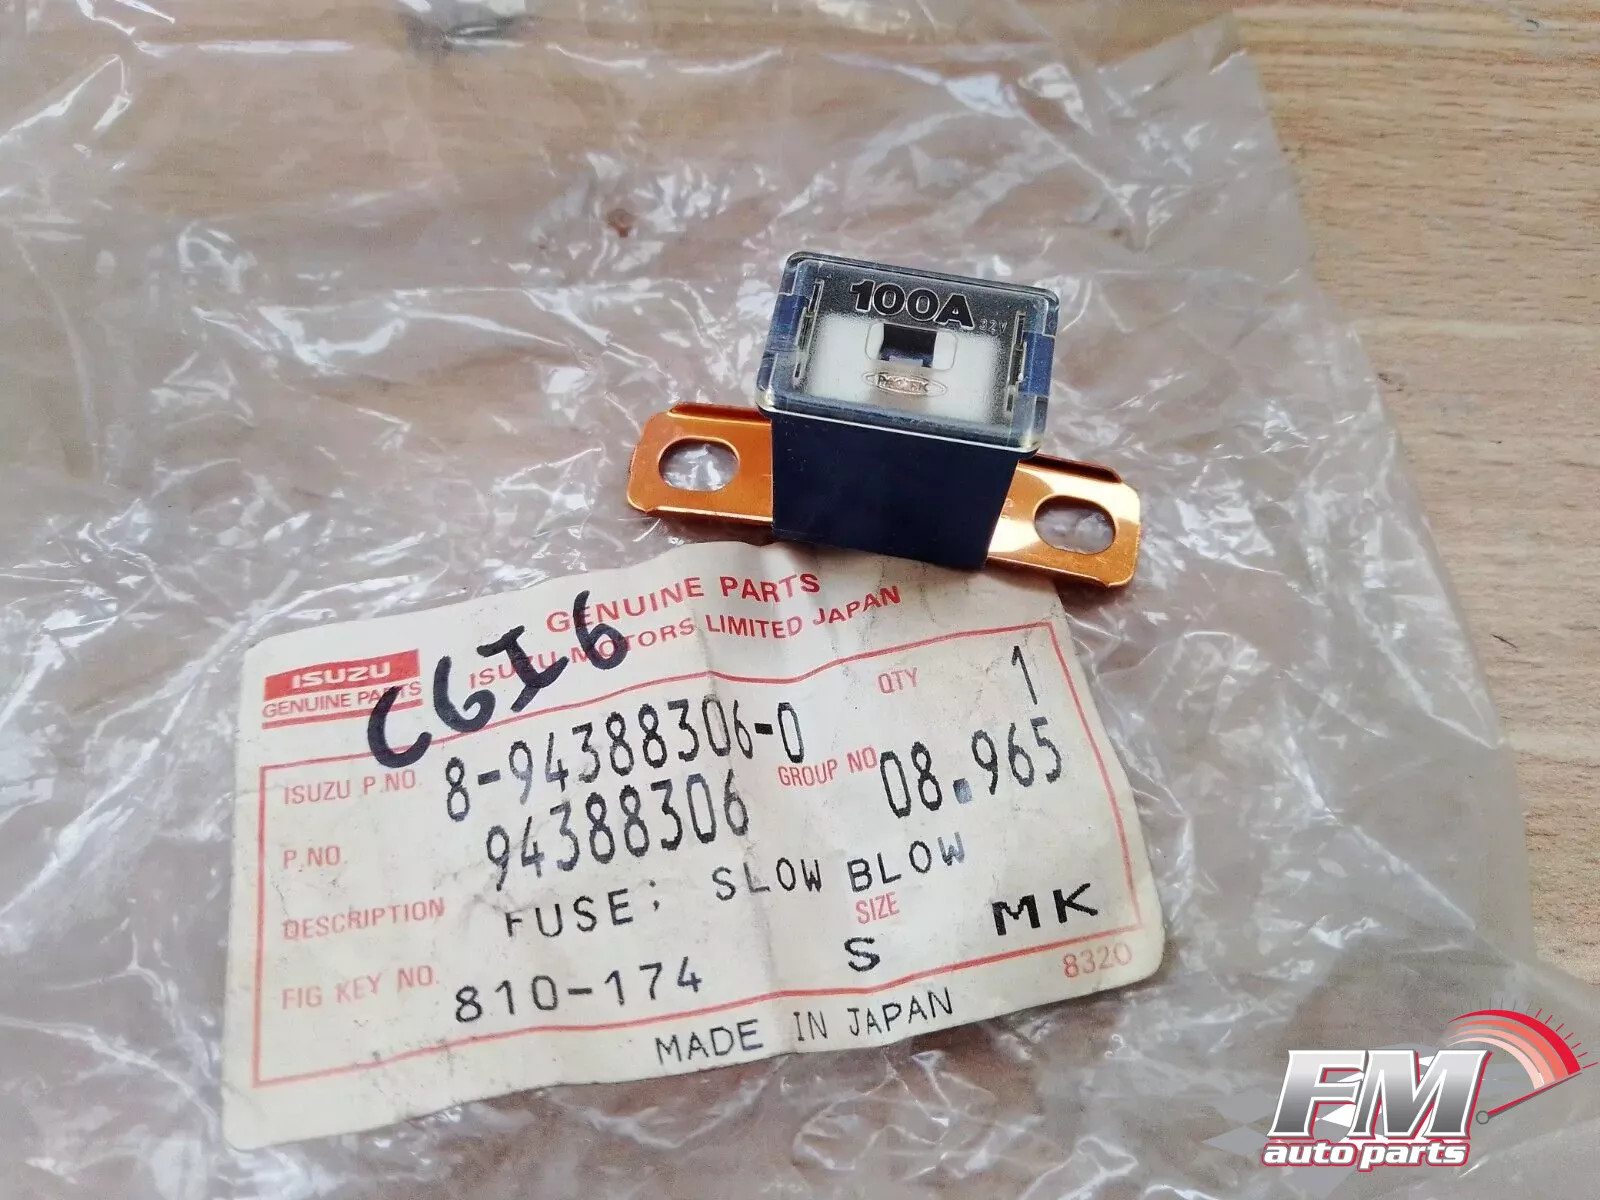 100A
32V
PACIFIC
GENUINE PARTS
ISUZU MOTORS LIMITED JAPAN
ISUZU
GENUINE PARTS
C6I6
ISUZU P.NO. 8-94388306-0 QTY 1
P.NO. 94388306 GROUP NO 08.965
DESCRIPTION FUSE; SLOW BLOW
FIG KEY NO. 810-174 SIZE S MK
8320
MADE IN JAPAN
FM
auto parts